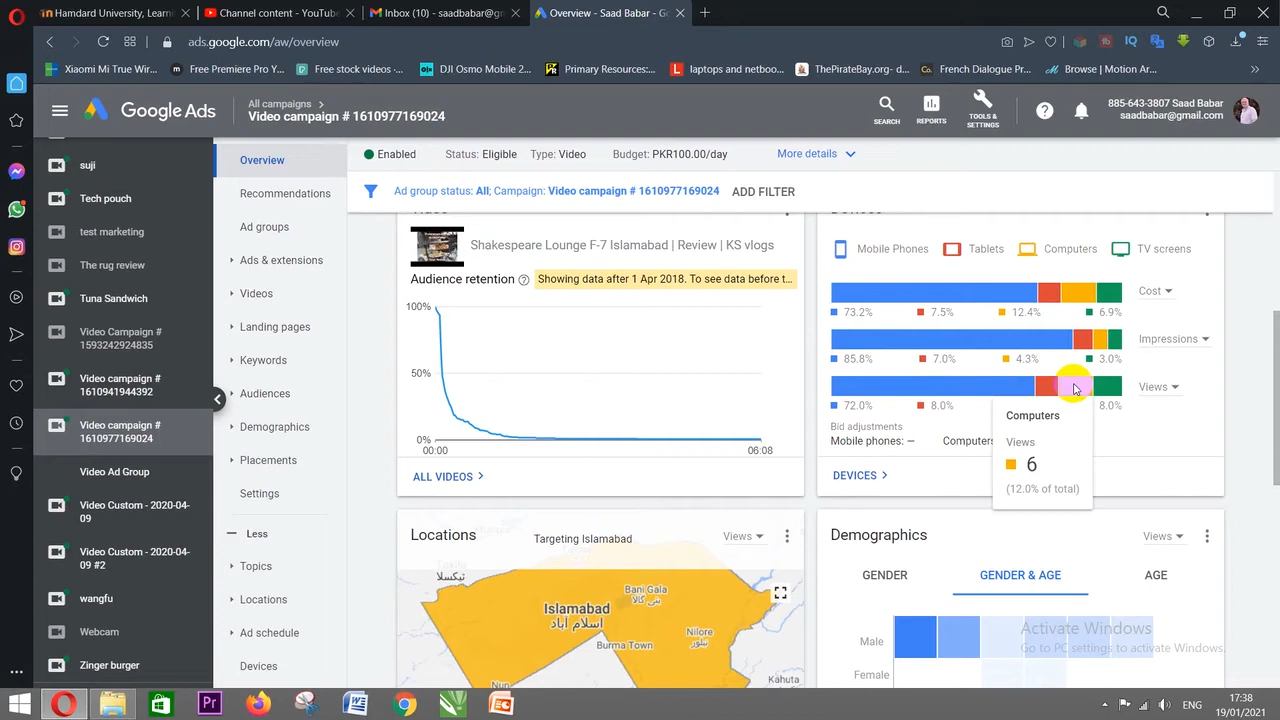 Hamdard University, Learni
Channel content - YouTube
Inbox (10) - saadbabar@gm
Overview - Saad Babar - Go
ads.google.com/aw/overview
Xiaomi Mi True Wir...
Free Premiere Pro Y...
Free stock videos -...
DJI Osmo Mobile 2...
Primary Resources:...
laptops and netboo...
ThePirateBay.org- d...
French Dialogue Pr...
Browse | Motion Ar...
Google Ads
All campaigns
Video campaign # 1610977169024
SEARCH
REPORTS
TOOLS &
SETTINGS
885-643-3807 Saad Babar
saadbabar@gmail.com
suji
Tech pouch
test marketing
The rug review
Tuna Sandwich
Video Campaign #
1593242924835
Video campaign #
1610941944392
Video campaign #
1610977169024
Video Ad Group
Video Custom - 2020-04-
09
Video Custom - 2020-04-
09 #2
wangfu
Webcam
Zinger burger
Overview
Recommendations
Ad groups
Ads & extensions
Videos
Landing pages
Keywords
Audiences
Demographics
Placements
Settings
Less
Topics
Locations
Ad schedule
Devices
Enabled
Status: Eligible
Type: Video
Budget: PKR100.00/day
More details
Ad group status: All; Campaign: Video campaign # 1610977169024
ADD FILTER
Shakespeare Lounge F-7 Islamabad | Review | KS vlogs
Audience retention
Showing data after 1 Apr 2018. To see data before t...
100%
50%
0%
00:00
06:08
ALL VIDEOS
Devices
Mobile Phones
Tablets
Computers
TV screens
Cost
73.2%
7.5%
12.4%
6.9%
Impressions
85.8%
7.0%
4.3%
3.0%
Views
72.0%
8.0%
8.0%
Bid adjustments
Mobile phones: —
Computers
Computers
Views
6
(12.0% of total)
DEVICES
Locations
Targeting Islamabad
Views
ٹیکسلا
Islamabad
اسلام آباد
Bani Gala
بنی گالہ
Nilore
نیلور
Burma Town
Kahuta
Demographics
Views
GENDER
GENDER & AGE
AGE
Male
Female
Activate Windows
Go to PC settings to activate Windows.
ENG
17:38
19/01/2021